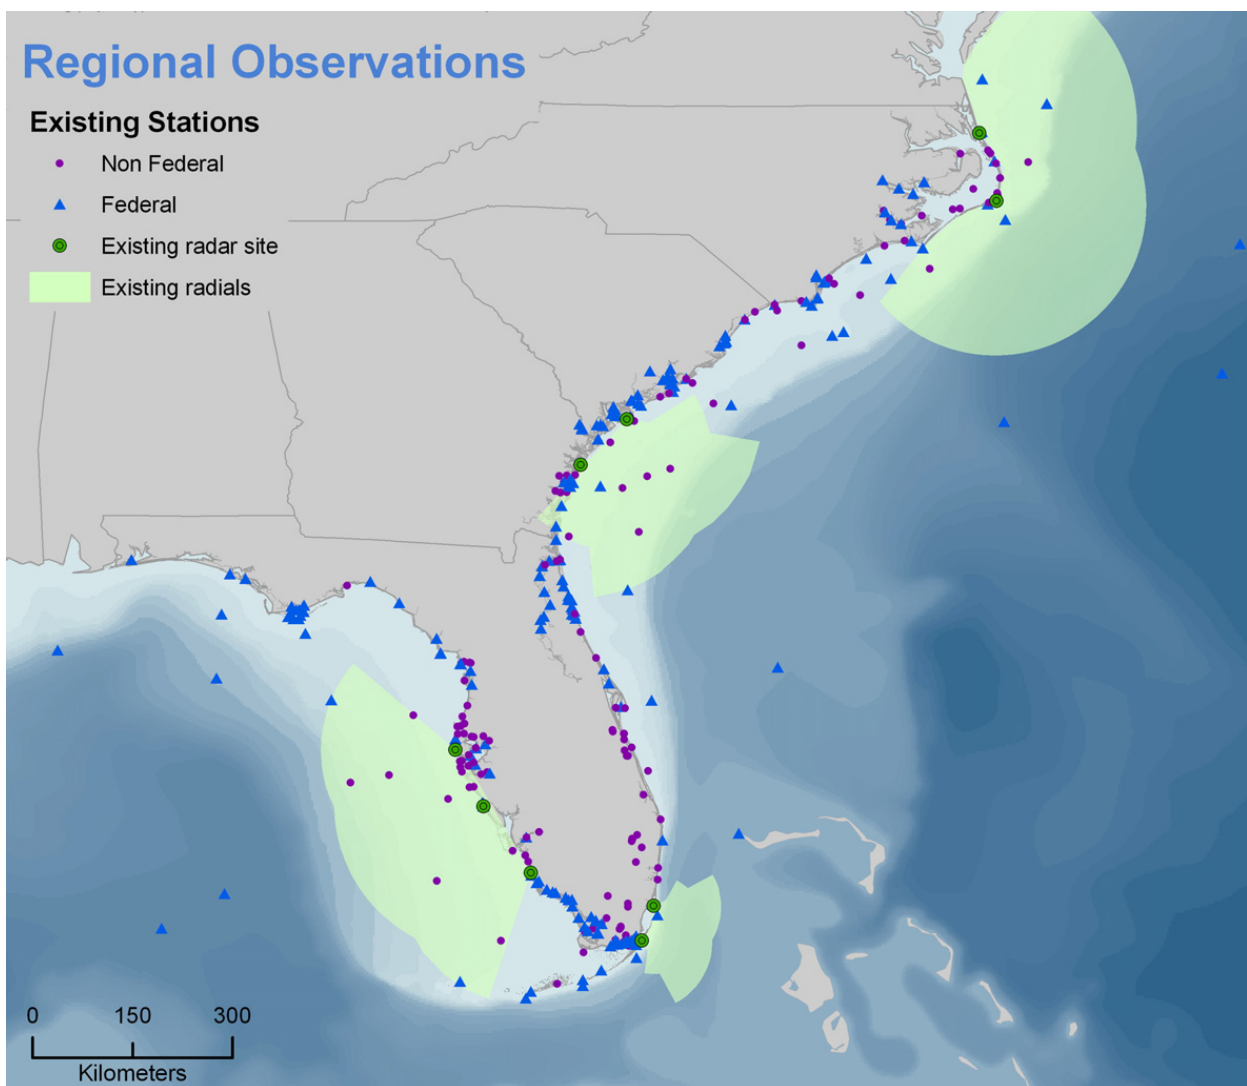 Regional Observations
Existing Stations
Non Federal
Federal
Existing radar site
Existing radials
0 150 300
Kilometers